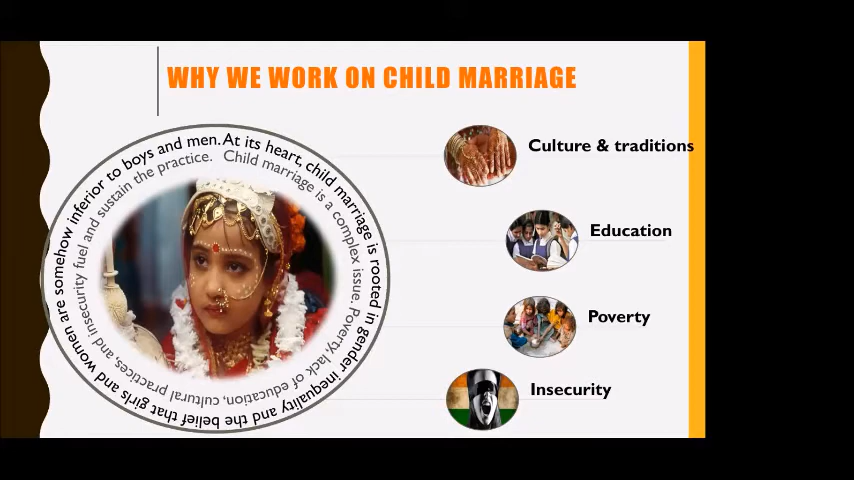 WHY WE WORK ON CHILD MARRIAGE
At its heart, child marriage is rooted in gender inequality and the belief that girls and women are somehow inferior to boys and men.
Child marriage is a complex issue. Poverty, lack of education, cultural practices, and insecurity fuel and sustain the practice.
Culture & traditions
Education
Poverty
Insecurity